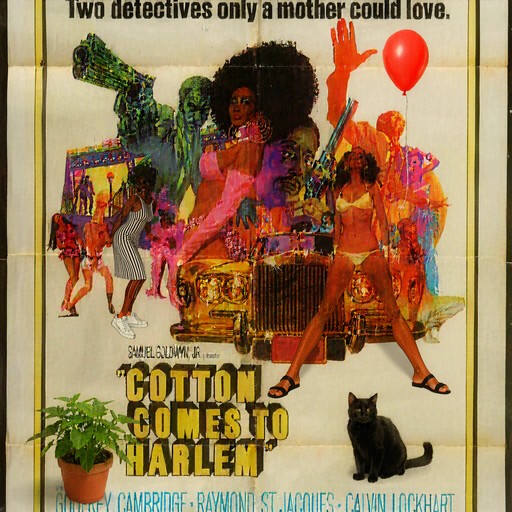 Two detectives only a mother could love.
SAMUEL GOLDWYN, JR. presents
"COTTON
COMES TO
HARLEM"
GODFREY CAMBRIDGE · RAYMOND ST. JACQUES · CALVIN LOCKHART